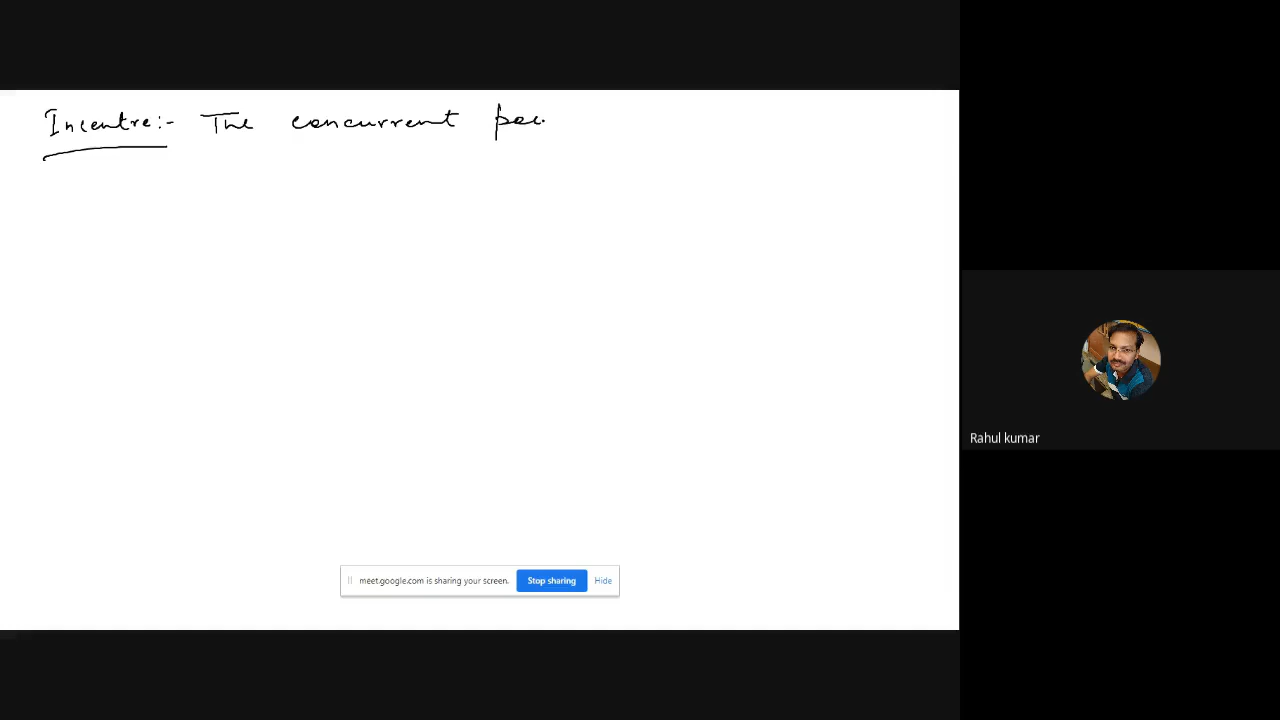 Incentre:- The concurrent poi
meet.google.com is sharing your screen. Stop sharing Hide
Rahul kumar